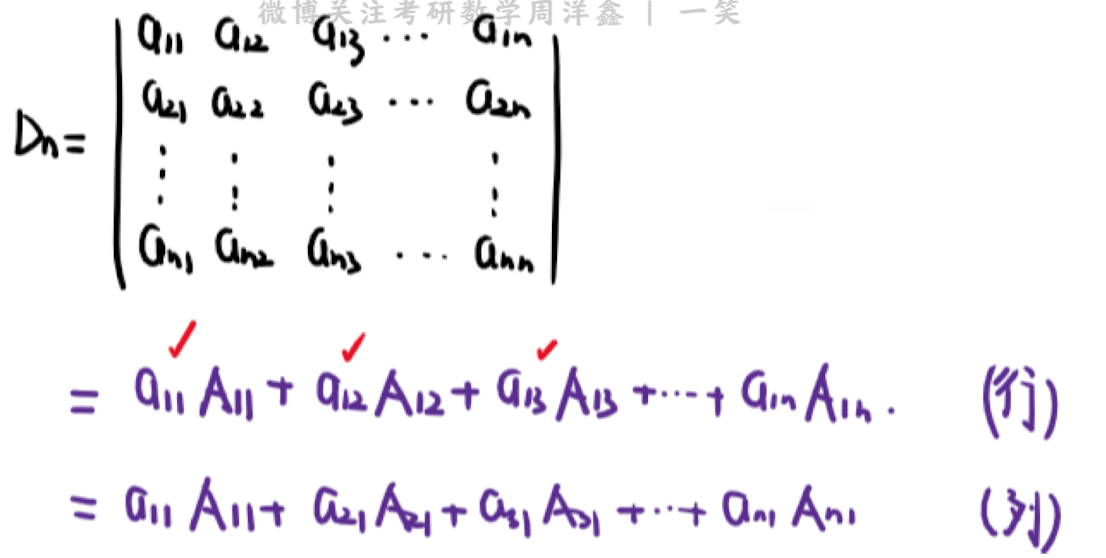 微博关注考研数学周洋鑫 | 一笑
a₁₁ a₁₂ a₁₃ ⋯ a₁ₙ
a₂₁ a₂₂ a₂₃ ⋯ a₂ₙ
Dₙ=
⋮ ⋮ ⋮ ⋮
aₙ₁ aₙ₂ aₙ₃ ⋯ aₙₙ
= a₁₁A₁₁ + a₁₂A₁₂ + a₁₃A₁₃ + ⋯ + a₁ₙA₁ₙ. (行)
= a₁₁A₁₁ + a₂₁A₂₁ + a₃₁A₃₁ + ⋯ + aₙ₁Aₙ₁ (列)